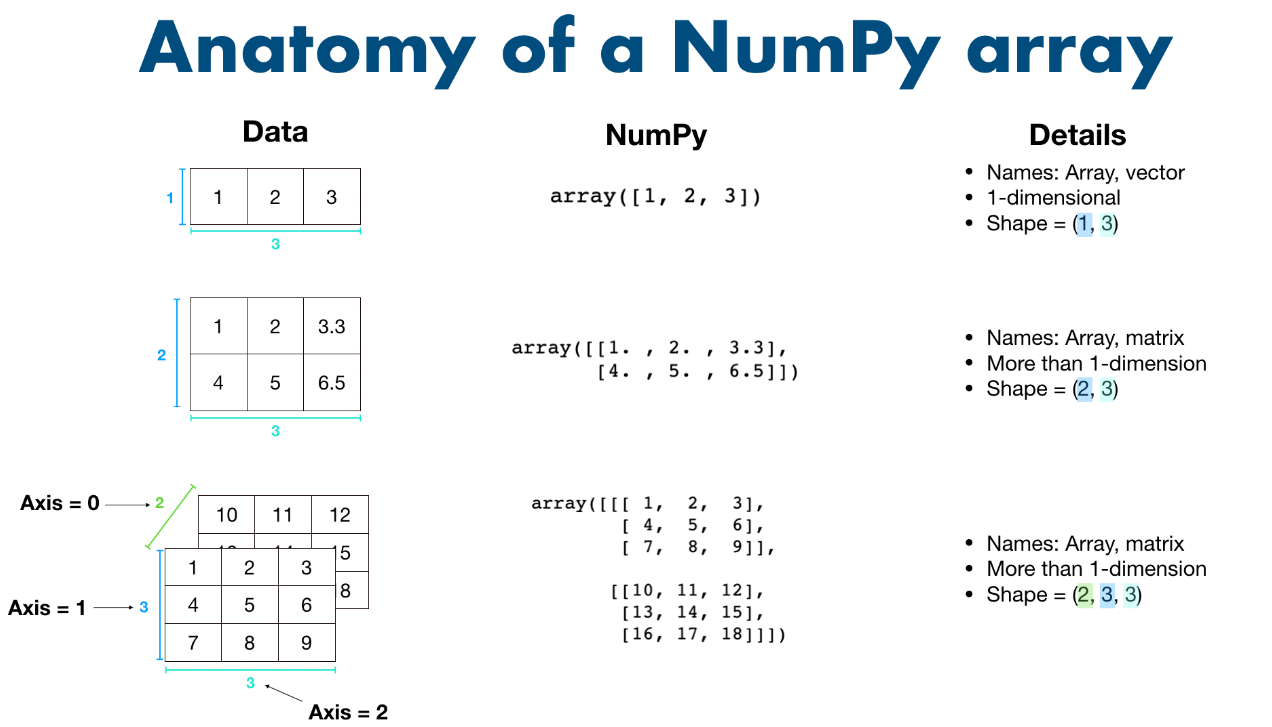 Anatomy of a NumPy array
Data
NumPy
Details
1
1 2 3
3
array([1, 2, 3])
• Names: Array, vector
• 1-dimensional
• Shape = (1, 3)
2
1 2 3.3
4 5 6.5
3
array([[1. , 2. , 3.3],
[4. , 5. , 6.5]])
• Names: Array, matrix
• More than 1-dimension
• Shape = (2, 3)
Axis = 0
2
10 11 12
15
8
Axis = 1
3
1 2 3
4 5 6
7 8 9
3
Axis = 2
array([[[ 1, 2, 3],
[ 4, 5, 6],
[ 7, 8, 9]],
[[10, 11, 12],
[13, 14, 15],
[16, 17, 18]]])
• Names: Array, matrix
• More than 1-dimension
• Shape = (2, 3, 3)